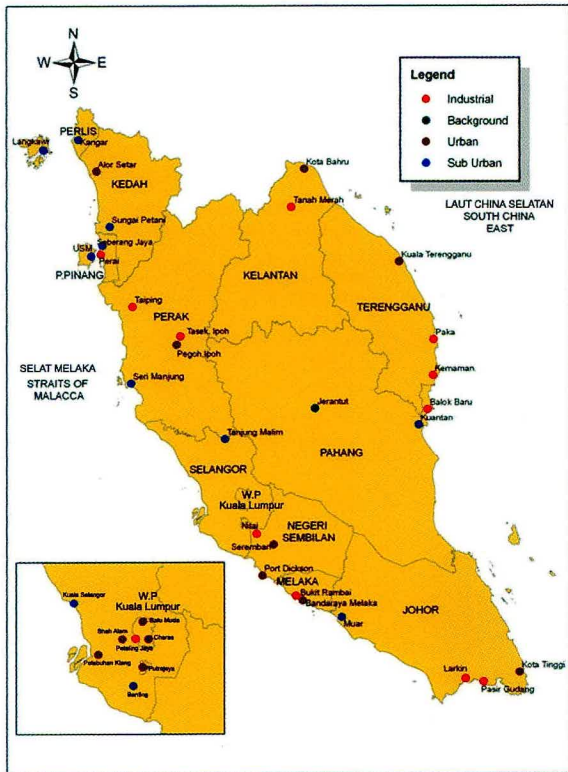 N
W E
S
Legend
Industrial
Background
Urban
Sub Urban
LAUT CHINA SELATAN
SOUTH CHINA
EAST
PERLIS
Kangar
Langkawi
Alor Setar
KEDAH
Kota Bahru
Tanah Merah
Sungai Petani
Seberang Jaya
USM
Perai
P.PINANG
KELANTAN
Kuala Terengganu
TERENGGANU
Taiping
PERAK
Tasek, Ipoh
Pegoh,Ipoh
Paka
SELAT MELAKA
STRAITS OF
MALACCA
Seri Manjung
Kemaman
Jerantut
Balok Baru
Kuantan
Tanjung Malim
PAHANG
SELANGOR
W.P
Kuala Lumpur
Nilai
NEGERI
SEMBILAN
Seremban
Port Dickson
MELAKA
Bukit Rambai
Bandaraya Melaka
Muar
JOHOR
Larkin
Kota Tinggi
Pasir Gudang
Kuala Selangor
W.P
Kuala Lumpur
Batu Muda
Shah Alam
Cheras
Petaling Jaya
Pelabuhan Klang
Putrajaya
Banting